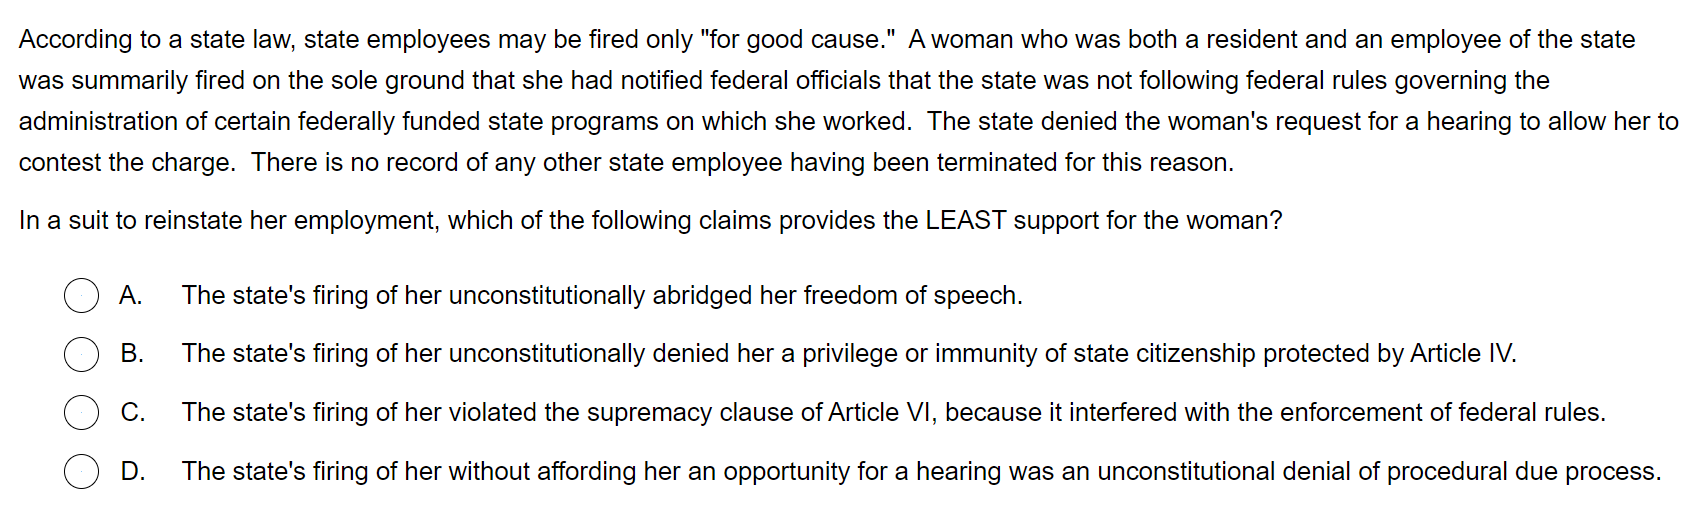 According to a state law, state employees may be fired only "for good cause."  A woman who was both a resident and an employee of the state
was summarily fired on the sole ground that she had notified federal officials that the state was not following federal rules governing the
administration of certain federally funded state programs on which she worked.  The state denied the woman's request for a hearing to allow her to
contest the charge.  There is no record of any other state employee having been terminated for this reason.
In a suit to reinstate her employment, which of the following claims provides the LEAST support for the woman?
A. The state's firing of her unconstitutionally abridged her freedom of speech.
B. The state's firing of her unconstitutionally denied her a privilege or immunity of state citizenship protected by Article IV.
C. The state's firing of her violated the supremacy clause of Article VI, because it interfered with the enforcement of federal rules.
D. The state's firing of her without affording her an opportunity for a hearing was an unconstitutional denial of procedural due process.